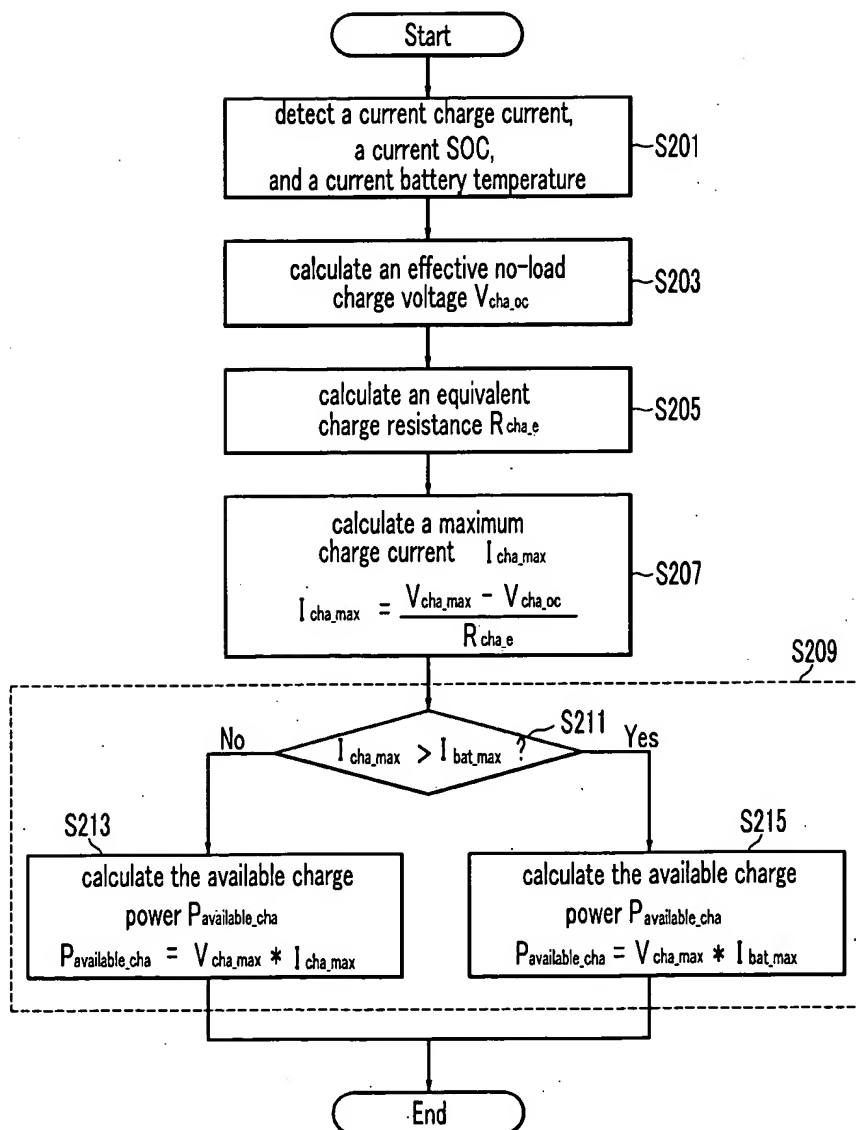 Start
detect a current charge current,
a current SOC,
and a current battery temperature
S201
calculate an effective no-load
charge voltage Vcha_oc
S203
calculate an equivalent
charge resistance Rcha_e
S205
calculate a maximum
charge current Icha_max
Icha_max = Vcha_max - Vcha_oc
Rcha_e
S207
S209
Icha_max > Ibat_max ?
S211
No
Yes
S213
calculate the available charge
power Pavailable_cha
Pavailable_cha = Vcha_max * Icha_max
S215
calculate the available charge
power Pavailable_cha
Pavailable_cha = Vcha_max * Ibat_max
End